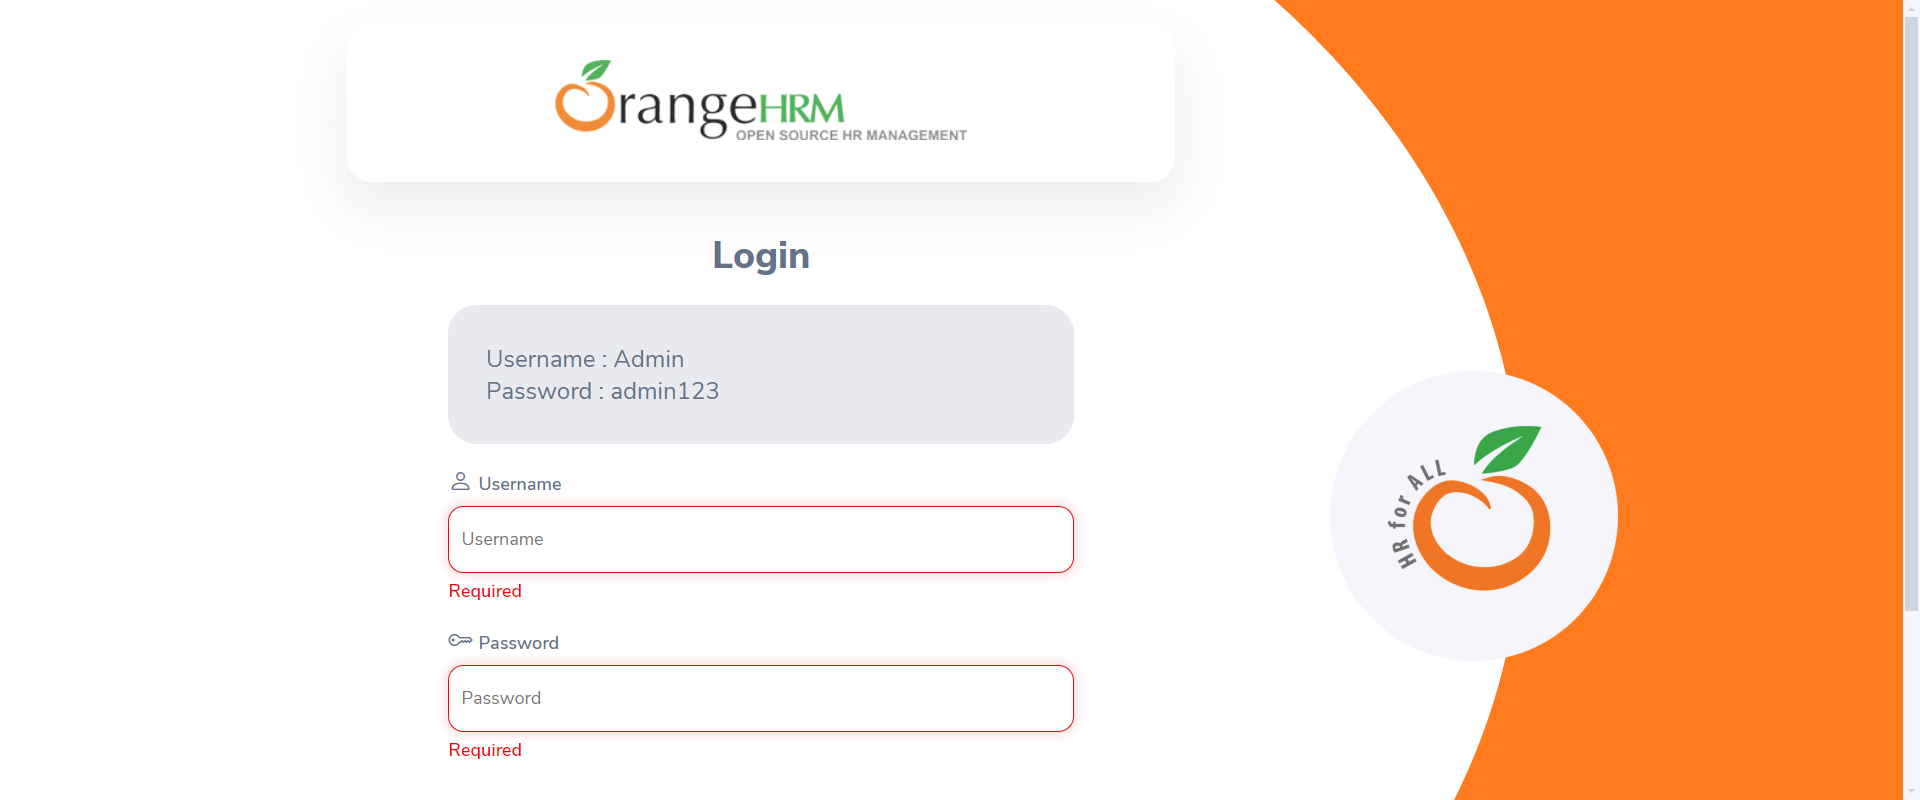 OrangeHRM
OPEN SOURCE HR MANAGEMENT
Login
Username : Admin
Password : admin123
Username
Username
Required
Password
Password
Required
HR for ALL